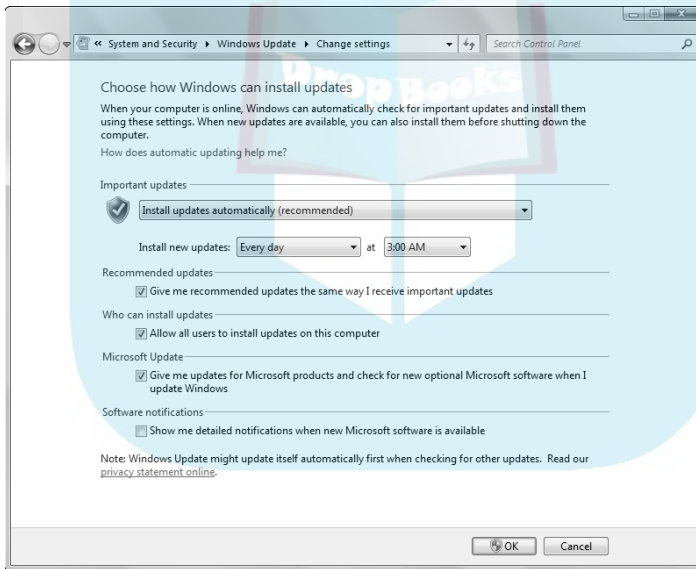 « System and Security ▸ Windows Update ▸ Change settings
Search Control Panel
DropBooks
Choose how Windows can install updates
When your computer is online, Windows can automatically check for important updates and install them
using these settings. When new updates are available, you can also install them before shutting down the
computer.
How does automatic updating help me?
Important updates
Install updates automatically (recommended)
Install new updates: Every day at 3:00 AM
Recommended updates
Give me recommended updates the same way I receive important updates
Who can install updates
Allow all users to install updates on this computer
Microsoft Update
Give me updates for Microsoft products and check for new optional Microsoft software when I
update Windows
Software notifications
Show me detailed notifications when new Microsoft software is available
Note: Windows Update might update itself automatically first when checking for other updates. Read our
privacy statement online.
OK Cancel